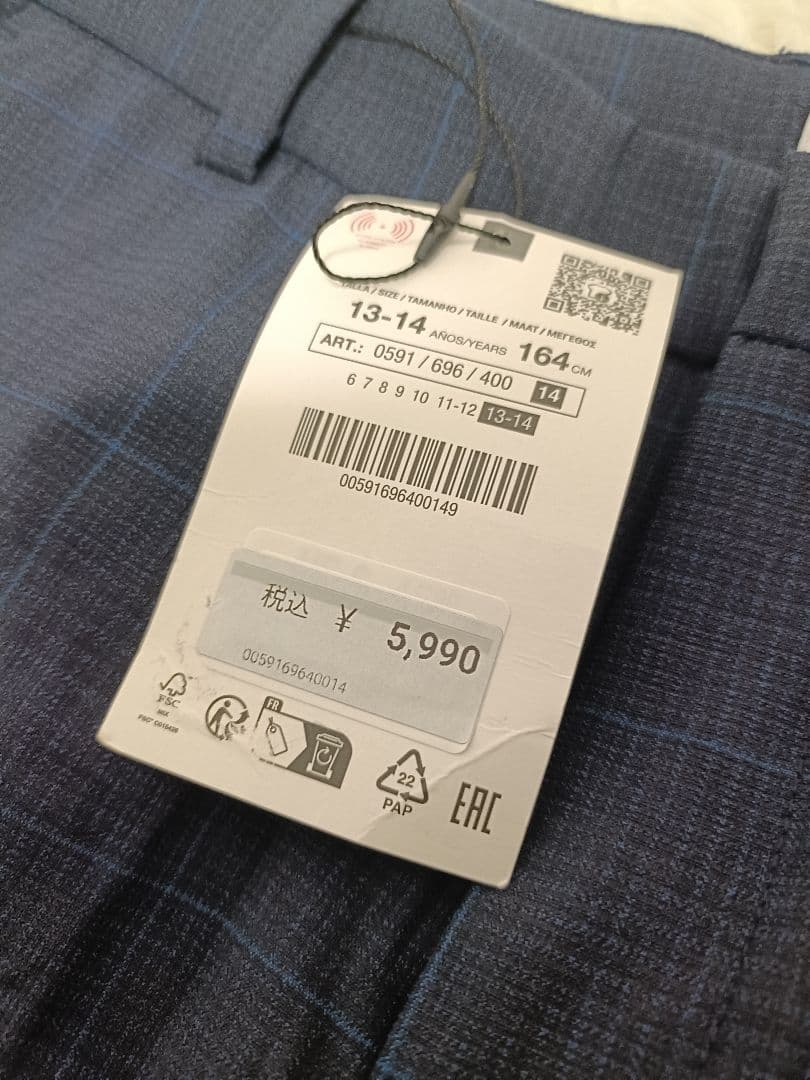 TALLA / SIZE / TAMANHO / TAILLE / MAAT / ΜΕΓΕΘΟΣ
13-14 AÑOS/YEARS 164 CM
ART.: 0591 / 696 / 400 14
6 7 8 9 10 11-12 13-14
00591696400149
税込 ¥ 5,990
0059169640014
FSC
MIX
FR
22
PAP
EAC